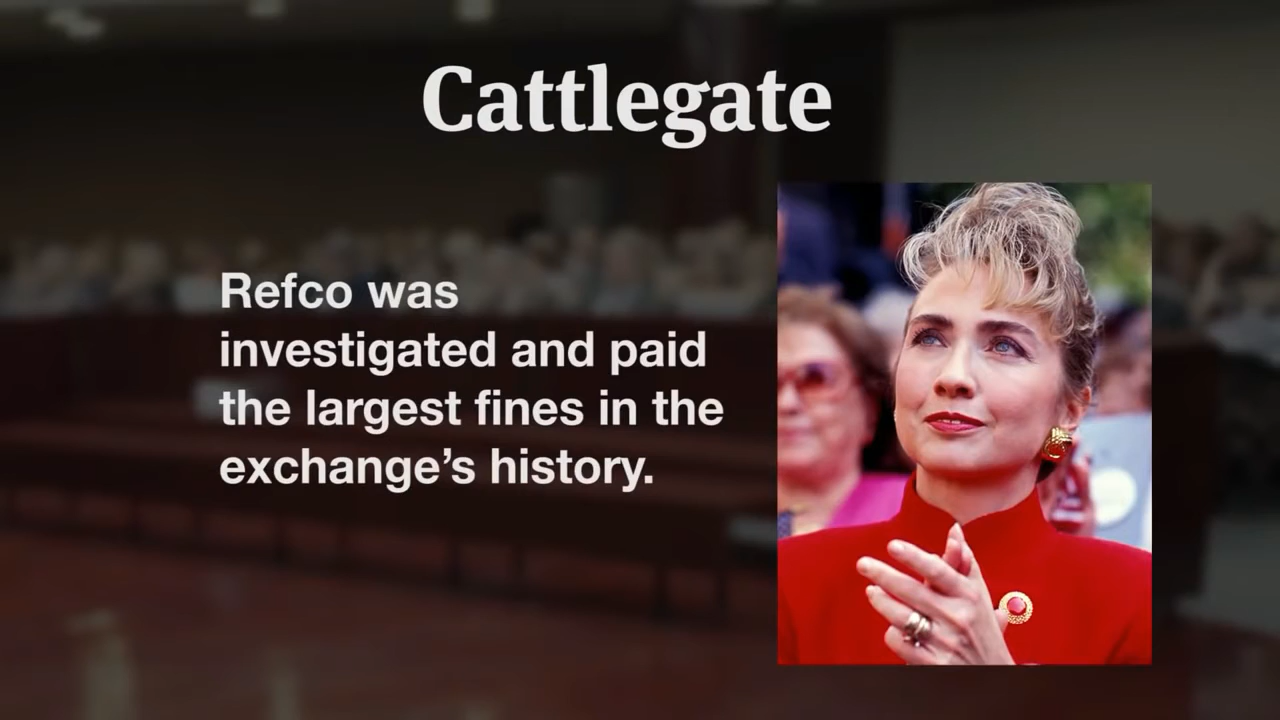 Cattlegate
Refco was
investigated and paid
the largest fines in the
exchange’s history.